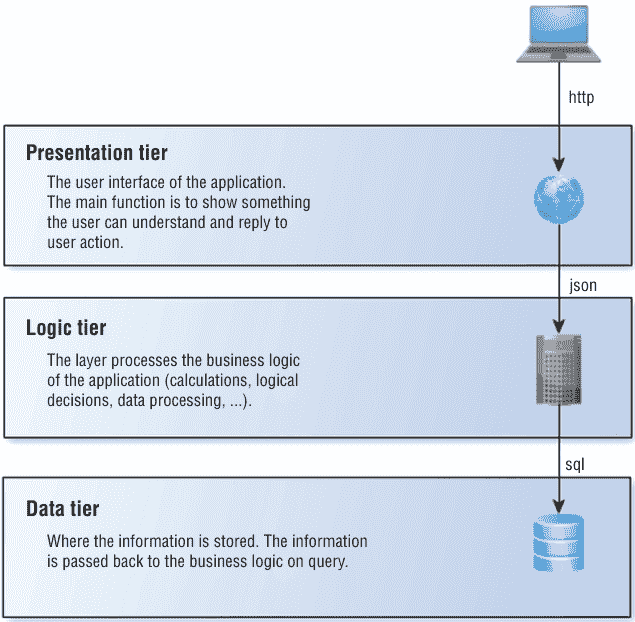 http
Presentation tier
The user interface of the application.
The main function is to show something
the user can understand and reply to
user action.
json
Logic tier
The layer processes the business logic
of the application (calculations, logical
decisions, data processing, ...).
sql
Data tier
Where the information is stored. The information
is passed back to the business logic on query.